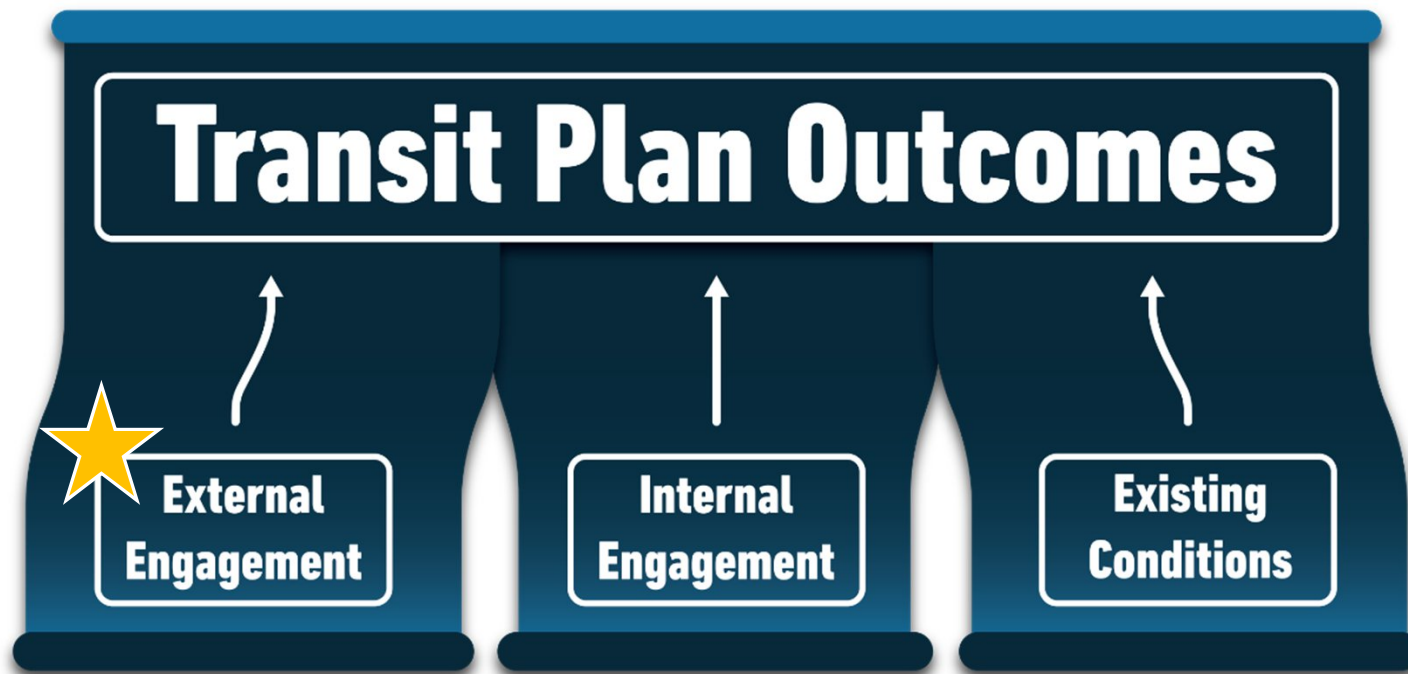 Transit Plan Outcomes
External
Engagement
Internal
Engagement
Existing
Conditions